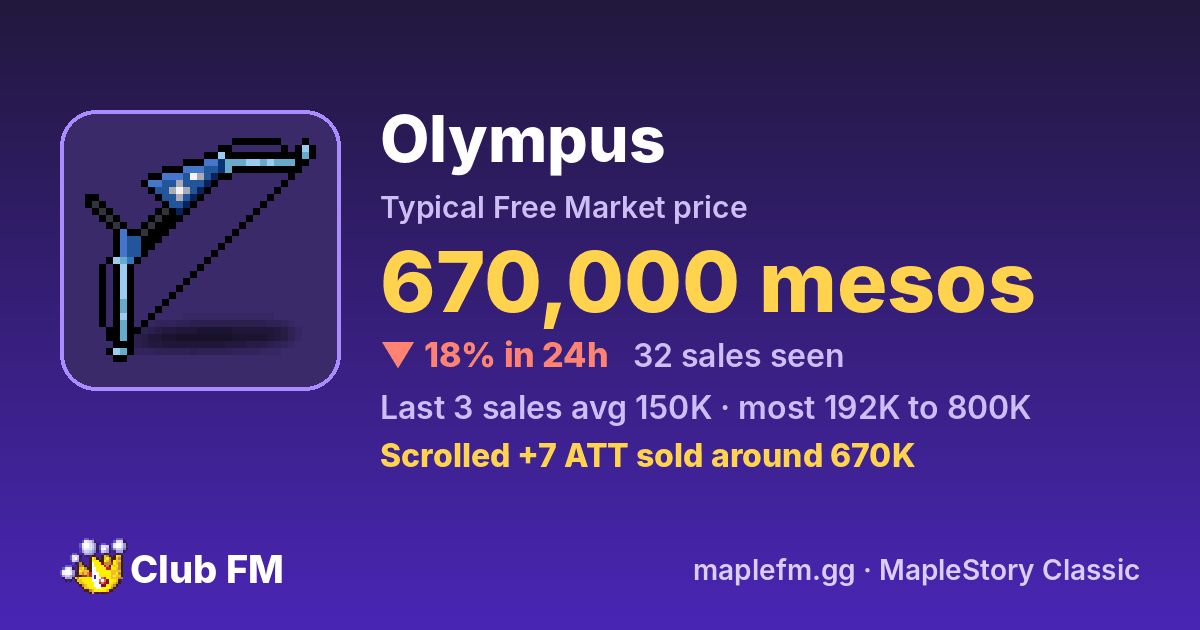 Olympus
Typical Free Market price
670,000 mesos
▼ 18% in 24h 32 sales seen
Last 3 sales avg 150K · most 192K to 800K
Scrolled +7 ATT sold around 670K
Club FM
maplefm.gg · MapleStory Classic